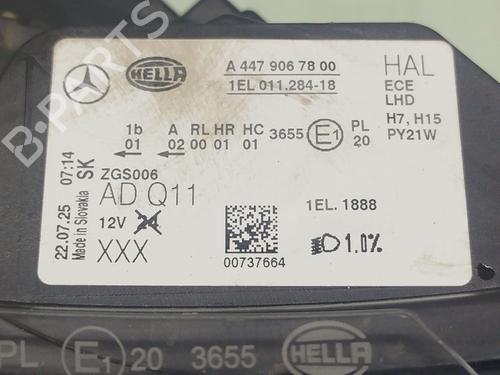 HELLA
A 447 906 78 00
1EL 011.284-18
HAL
ECE
LHD
H7, H15
PY21W
1b A RL HR HC
01 02 00 01 01
3655 E1 PL
20
22.07.25 07:14
Made in Slovakia SK
ZGS006
AD Q11
12V 24
XXX
00737664
1EL. 1888
1.0%
PL E1 20 3655 HELLA
B-PARTS